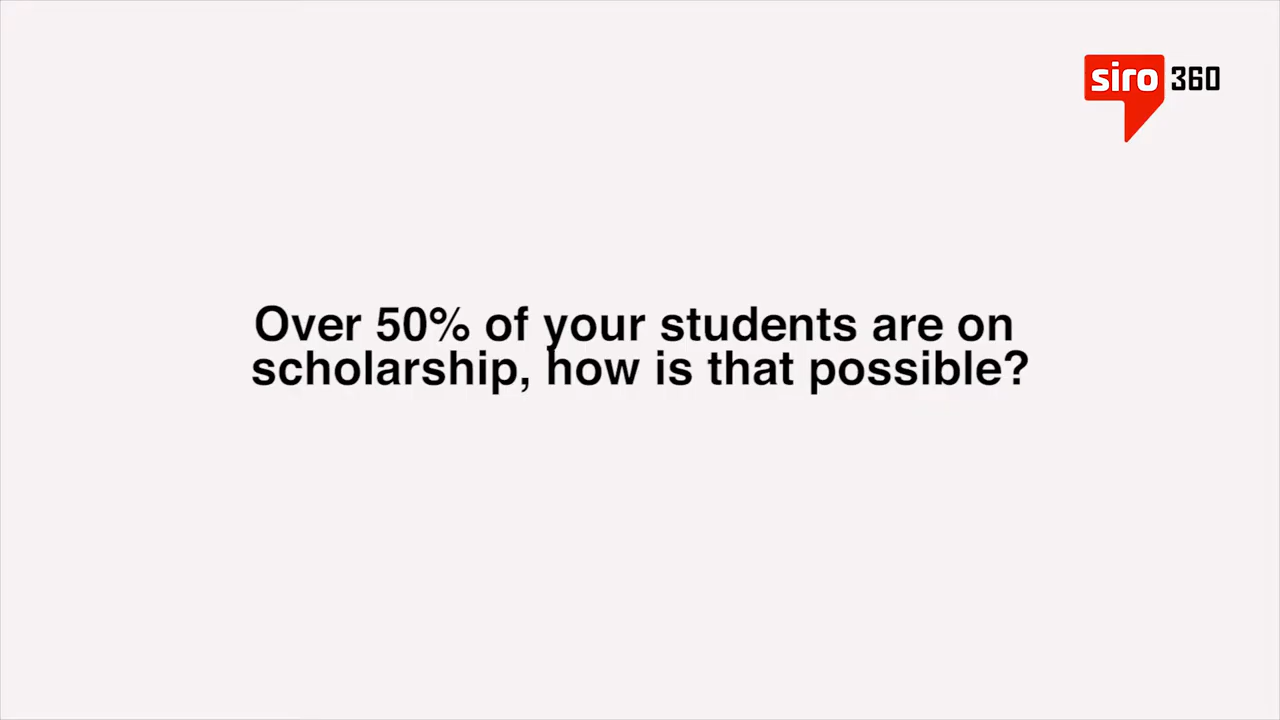 siro 360
Over 50% of your students are on
scholarship, how is that possible?